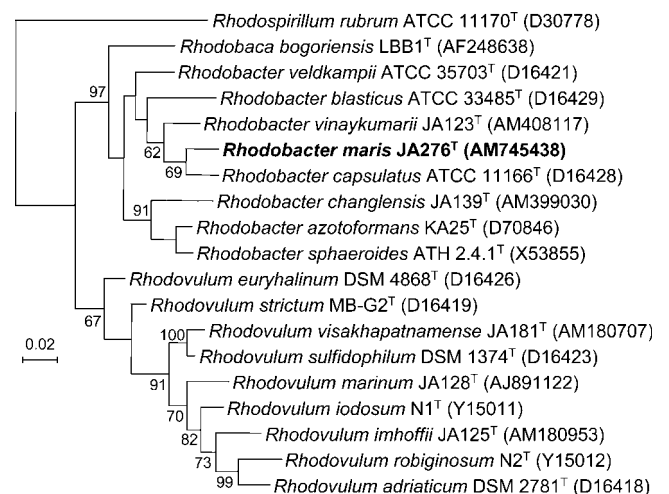 Rhodospirillum rubrum ATCC 11170ᵀ (D30778)
Rhodobaca bogoriensis LBB1ᵀ (AF248638)
Rhodobacter veldkampii ATCC 35703ᵀ (D16421)
97
Rhodobacter blasticus ATCC 33485ᵀ (D16429)
Rhodobacter vinaykumarii JA123ᵀ (AM408117)
62
Rhodobacter maris JA276ᵀ (AM745438)
69
Rhodobacter capsulatus ATCC 11166ᵀ (D16428)
Rhodobacter changlensis JA139ᵀ (AM399030)
91
Rhodobacter azotoformans KA25ᵀ (D70846)
Rhodobacter sphaeroides ATH 2.4.1ᵀ (X53855)
Rhodovulum euryhalinum DSM 4868ᵀ (D16426)
Rhodovulum strictum MB-G2ᵀ (D16419)
67
Rhodovulum visakhapatnamense JA181ᵀ (AM180707)
100
0.02
Rhodovulum sulfidophilum DSM 1374ᵀ (D16423)
91
Rhodovulum marinum JA128ᵀ (AJ891122)
70
Rhodovulum iodosum N1ᵀ (Y15011)
82
Rhodovulum imhoffii JA125ᵀ (AM180953)
73
Rhodovulum robiginosum N2ᵀ (Y15012)
99
Rhodovulum adriaticum DSM 2781ᵀ (D16418)